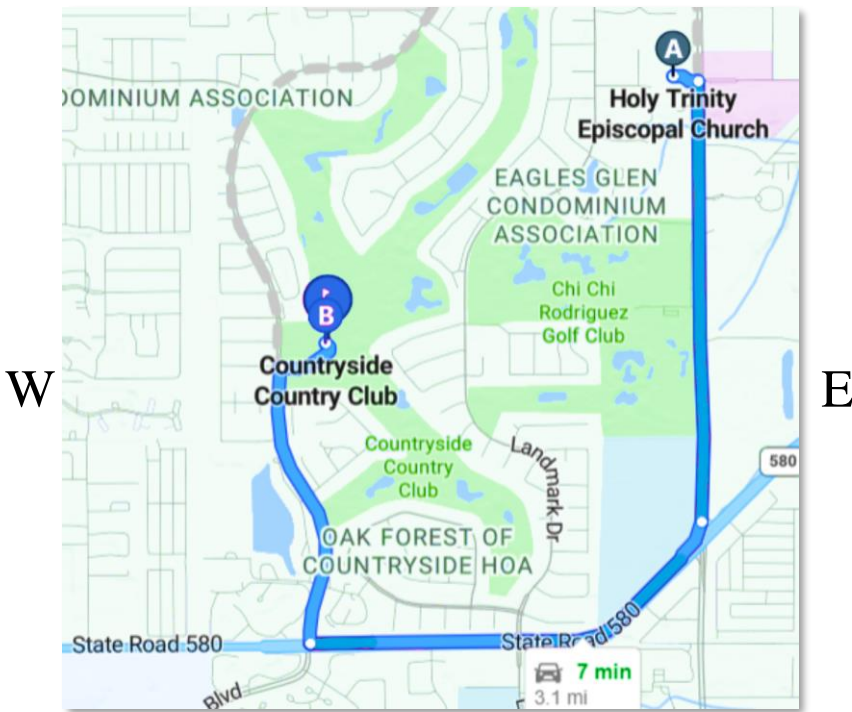 A
Holy Trinity
Episcopal Church
DOMINIUM ASSOCIATION
EAGLES GLEN
CONDOMINIUM
ASSOCIATION
Chi Chi
Rodriguez
Golf Club
B
Countryside
Country Club
W
E
Countryside
Country
Club
Landmark Dr
580
OAK FOREST OF
COUNTRYSIDE HOA
State Road 580
State Road 580
7 min
3.1 mi
Blvd